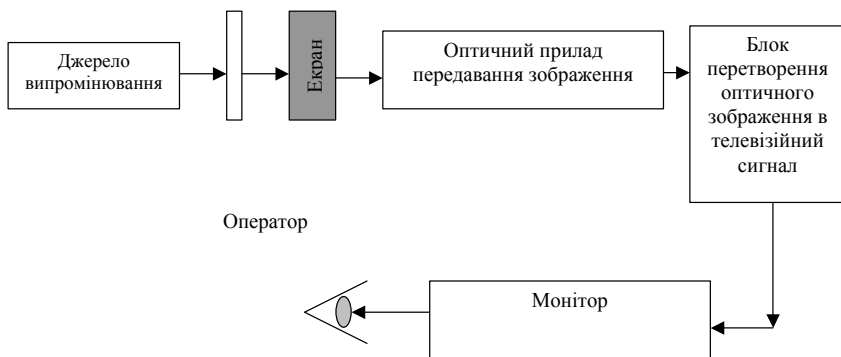 Джерело
випромінювання
Екран
Оптичний прилад
передавання зображення
Блок
перетворення
оптичного
зображення в
телевізійний
сигнал
Оператор
Монітор